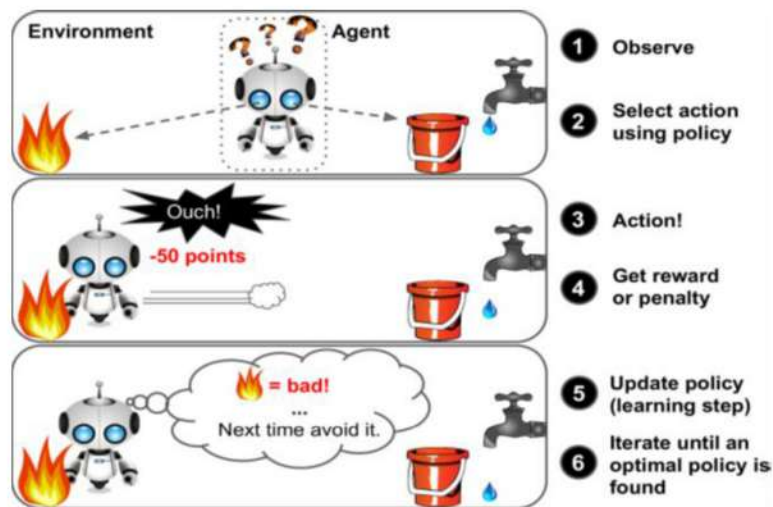 Environment
Agent
? ? ?
1 Observe
2 Select action
using policy
Ouch!
-50 points
3 Action!
4 Get reward
or penalty
= bad!
...
Next time avoid it.
5 Update policy
(learning step)
6 Iterate until an
optimal policy is
found